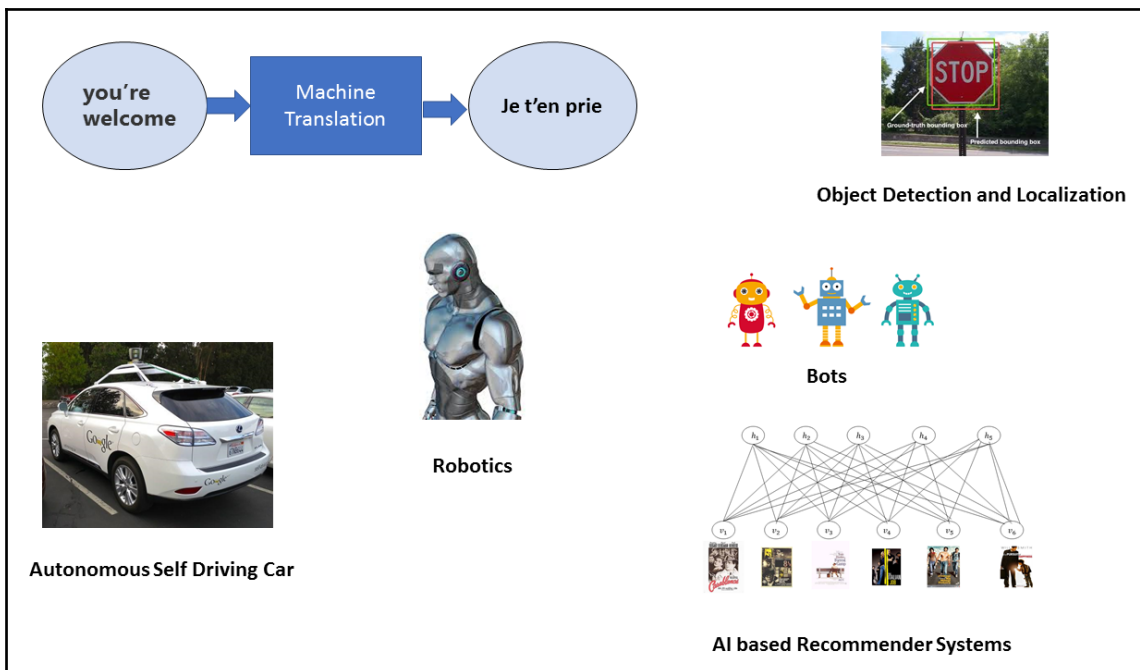 you're
welcome
Machine
Translation
Je t'en prie
STOP
Ground-truth bounding box
Predicted bounding box
Object Detection and Localization
Google
Google
Autonomous Self Driving Car
Robotics
Bots
h₁ h₂ h₃ h₄ h₅
v₁ v₂ v₃ v₄ v₅ v₆
Casablanca
AI based Recommender Systems